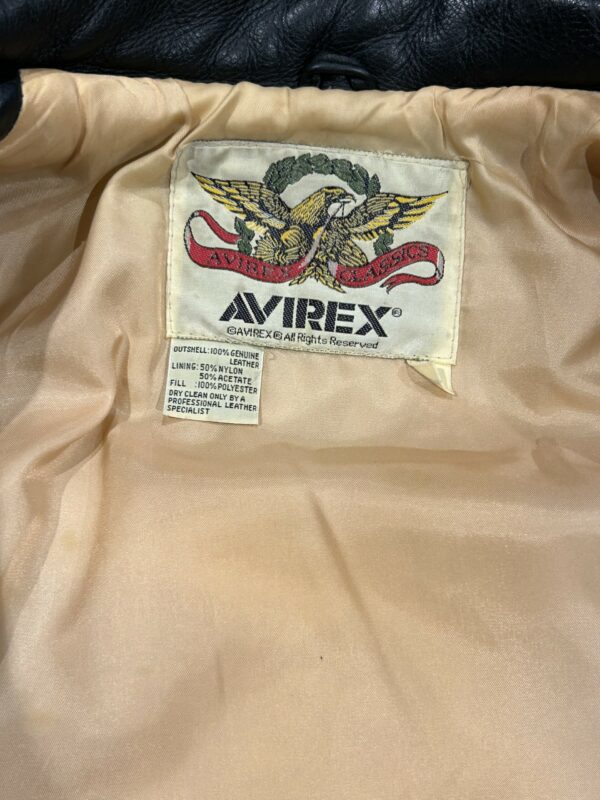 AVIREX CLASSICS
AVIREX®
©AVIREX® All Rights Reserved
OUTSHELL: 100% GENUINE
LEATHER
LINING: 50% NYLON
50% ACETATE
FILL : 100% POLYESTER
DRY CLEAN ONLY BY A
PROFESSIONAL LEATHER
SPECIALIST